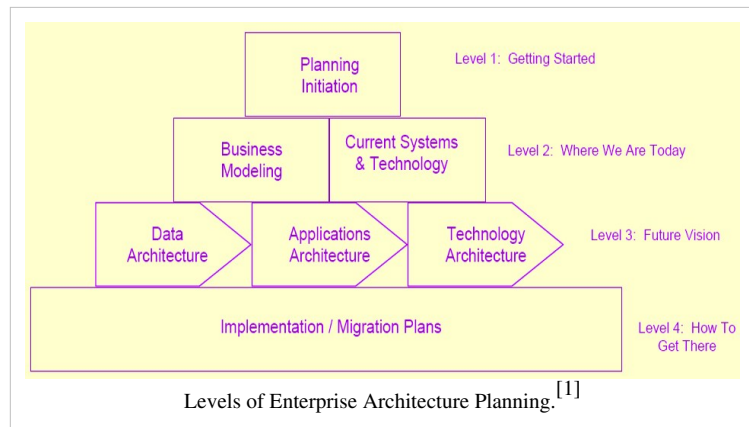 Planning
Initiation
Level 1: Getting Started
Business
Modeling
Current Systems
& Technology
Level 2: Where We Are Today
Data
Architecture
Applications
Architecture
Technology
Architecture
Level 3: Future Vision
Implementation / Migration Plans
Level 4: How To
Get There
Levels of Enterprise Architecture Planning.[1]